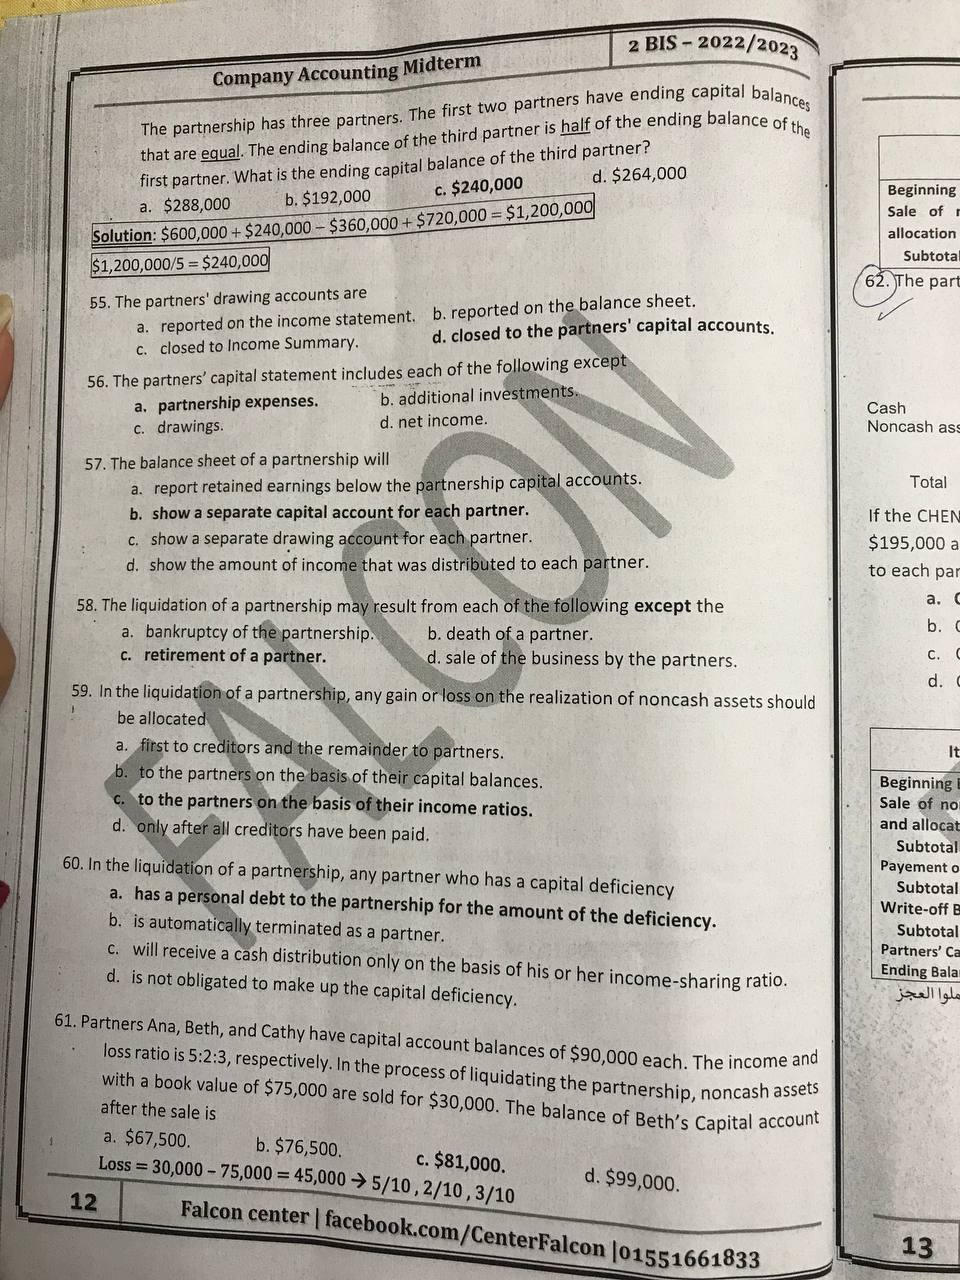 Company Accounting Midterm
2 BIS – 2022/2023
The partnership has three partners. The first two partners have ending capital balances
that are equal. The ending balance of the third partner is half of the ending balance of the
first partner. What is the ending capital balance of the third partner?
a. $288,000 b. $192,000 c. $240,000 d. $264,000
Solution: $600,000 + $240,000 – $360,000 + $720,000 = $1,200,000
$1,200,000/5 = $240,000
55. The partners' drawing accounts are
a. reported on the income statement. b. reported on the balance sheet.
c. closed to Income Summary. d. closed to the partners' capital accounts.
56. The partners' capital statement includes each of the following except
a. partnership expenses. b. additional investments.
c. drawings. d. net income.
57. The balance sheet of a partnership will
a. report retained earnings below the partnership capital accounts.
b. show a separate capital account for each partner.
c. show a separate drawing account for each partner.
d. show the amount of income that was distributed to each partner.
58. The liquidation of a partnership may result from each of the following except the
a. bankruptcy of the partnership. b. death of a partner.
c. retirement of a partner. d. sale of the business by the partners.
59. In the liquidation of a partnership, any gain or loss on the realization of noncash assets should
be allocated
a. first to creditors and the remainder to partners.
b. to the partners on the basis of their capital balances.
c. to the partners on the basis of their income ratios.
d. only after all creditors have been paid.
60. In the liquidation of a partnership, any partner who has a capital deficiency
a. has a personal debt to the partnership for the amount of the deficiency.
b. is automatically terminated as a partner.
c. will receive a cash distribution only on the basis of his or her income-sharing ratio.
d. is not obligated to make up the capital deficiency.
61. Partners Ana, Beth, and Cathy have capital account balances of $90,000 each. The income and
loss ratio is 5:2:3, respectively. In the process of liquidating the partnership, noncash assets
with a book value of $75,000 are sold for $30,000. The balance of Beth's Capital account
after the sale is
a. $67,500. b. $76,500. c. $81,000. d. $99,000.
Loss = 30,000 – 75,000 = 45,000 → 5/10 , 2/10 , 3/10
12
Falcon center | facebook.com/CenterFalcon |01551661833
FALCON
Beginning
Sale of
allocation
Subtotal
62. The part
Cash
Noncash ass
Total
If the CHEN
$195,000 a
to each par
a.
b.
c.
d.
It
Beginning
Sale of no
and allocat
Subtotal
Payement o
Subtotal
Write-off B
Subtotal
Partners' Ca
Ending Bala
ملوا العجز
13